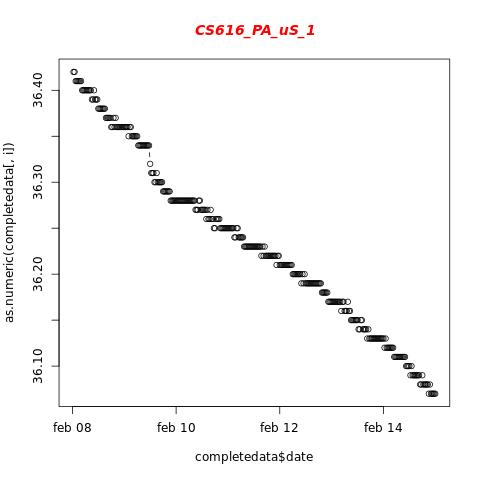 CS616_PA_uS_1
as.numeric(completedata[, i])
36.40
36.30
36.20
36.10
feb 08
feb 10
feb 12
feb 14
completedata$date